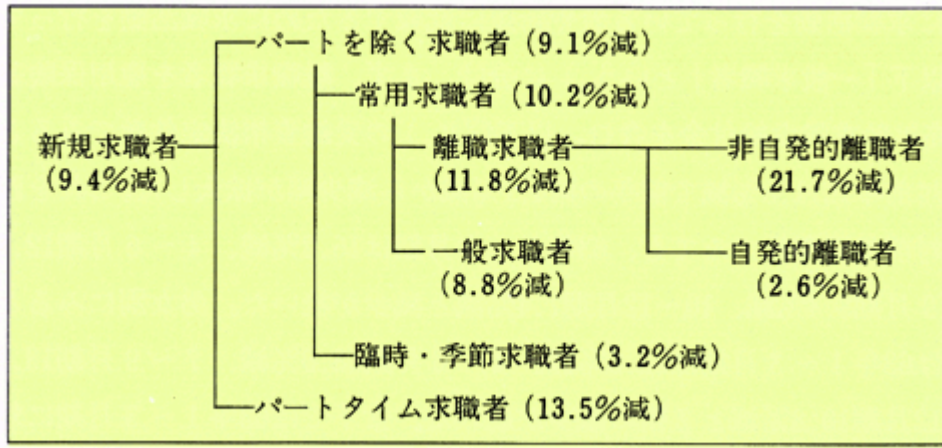 パートを除く求職者(9.1%減)
常用求職者(10.2%減)
新規求職者
(9.4%減)
離職求職者
(11.8%減)
非自発的離職者
(21.7%減)
一般求職者
(8.8%減)
自発的離職者
(2.6%減)
臨時・季節求職者(3.2%減)
パートタイム求職者(13.5%減)